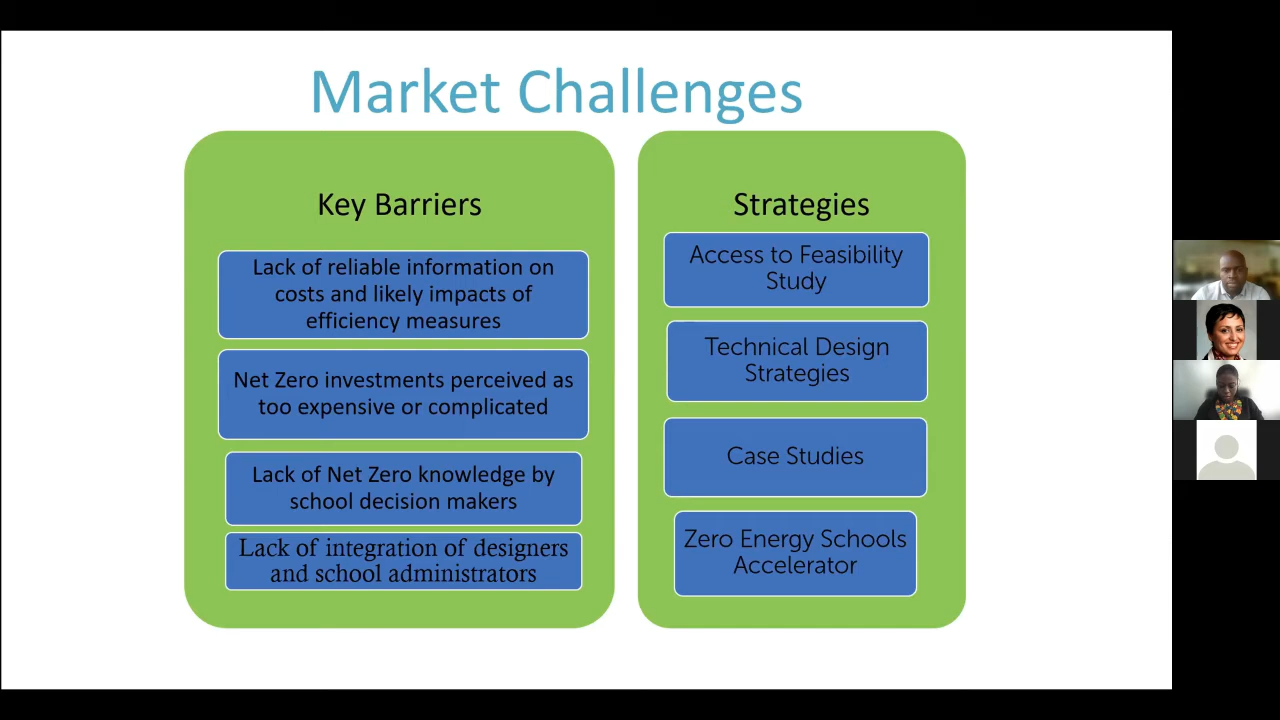 Market Challenges
Key Barriers
Lack of reliable information on
costs and likely impacts of
efficiency measures
Net Zero investments perceived as
too expensive or complicated
Lack of Net Zero knowledge by
school decision makers
Lack of integration of designers
and school administrators
Strategies
Access to Feasibility
Study
Technical Design
Strategies
Case Studies
Zero Energy Schools
Accelerator